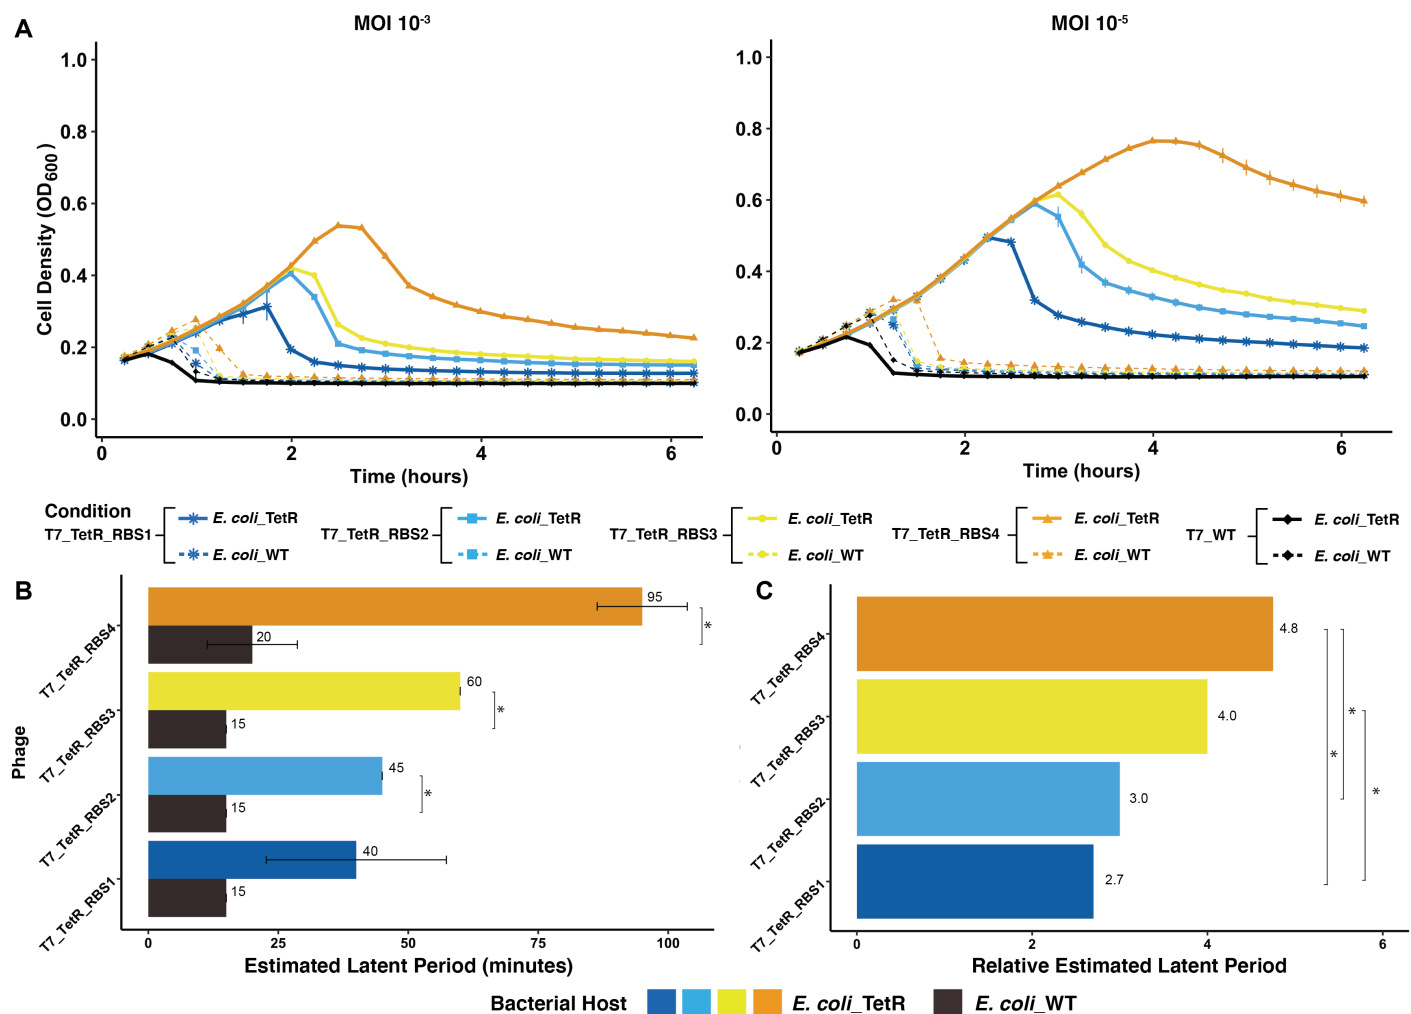 A
MOI 10-3
MOI 10-5
Cell Density (OD600)
1.0
0.8
0.6
0.4
0.2
0.0
0
2
4
6
Time (hours)
1.0
0.8
0.6
0.4
0.2
0.0
0
2
4
6
Time (hours)
Condition
T7_TetR_RBS1
E. coli_TetR
E. coli_WT
T7_TetR_RBS2
E. coli_TetR
E. coli_WT
T7_TetR_RBS3
E. coli_TetR
E. coli_WT
T7_TetR_RBS4
E. coli_TetR
E. coli_WT
T7_WT
E. coli_TetR
E. coli_WT
B
Phage
T7_TetR_RBS4
95
20
*
T7_TetR_RBS3
60
15
*
T7_TetR_RBS2
45
15
*
T7_TetR_RBS1
40
15
0
25
50
75
100
Estimated Latent Period (minutes)
C
T7_TetR_RBS4
4.8
T7_TetR_RBS3
4.0
T7_TetR_RBS2
3.0
T7_TetR_RBS1
2.7
*
*
*
0
2
4
6
Relative Estimated Latent Period
Bacterial Host
E. coli_TetR
E. coli_WT